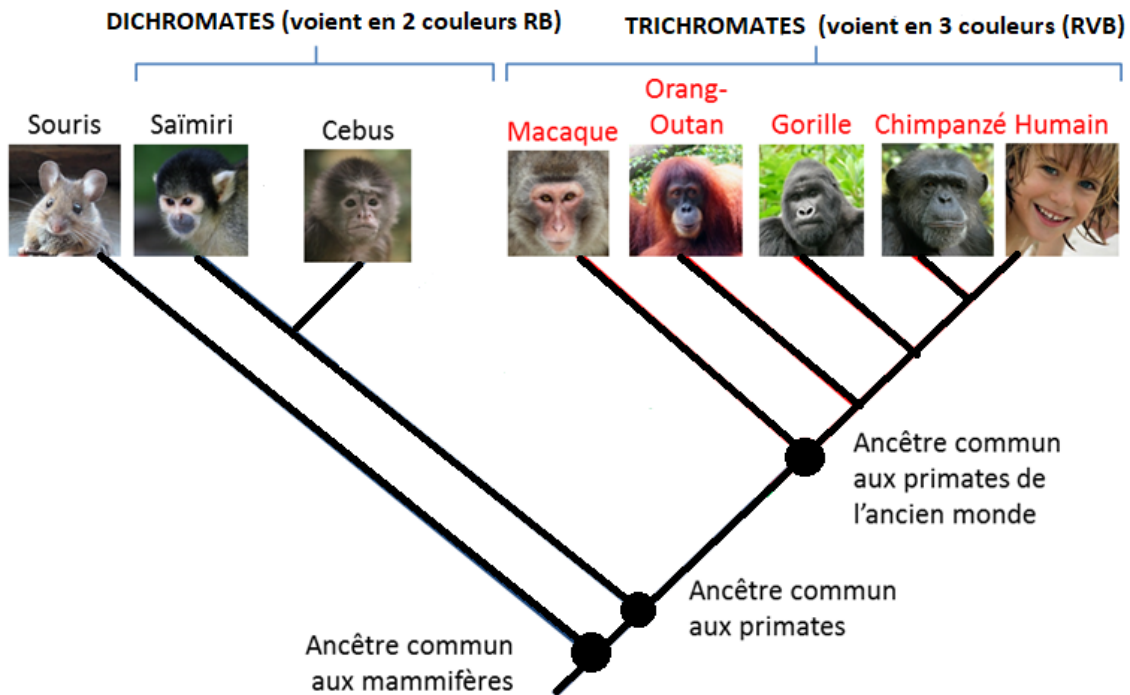 DICHROMATES (voient en 2 couleurs RB)
TRICHROMATES (voient en 3 couleurs (RVB)
Souris
Saïmiri
Cebus
Macaque
Orang-
Outan
Gorille
Chimpanzé
Humain
Ancêtre commun
aux primates de
l'ancien monde
Ancêtre commun
aux primates
Ancêtre commun
aux mammifères